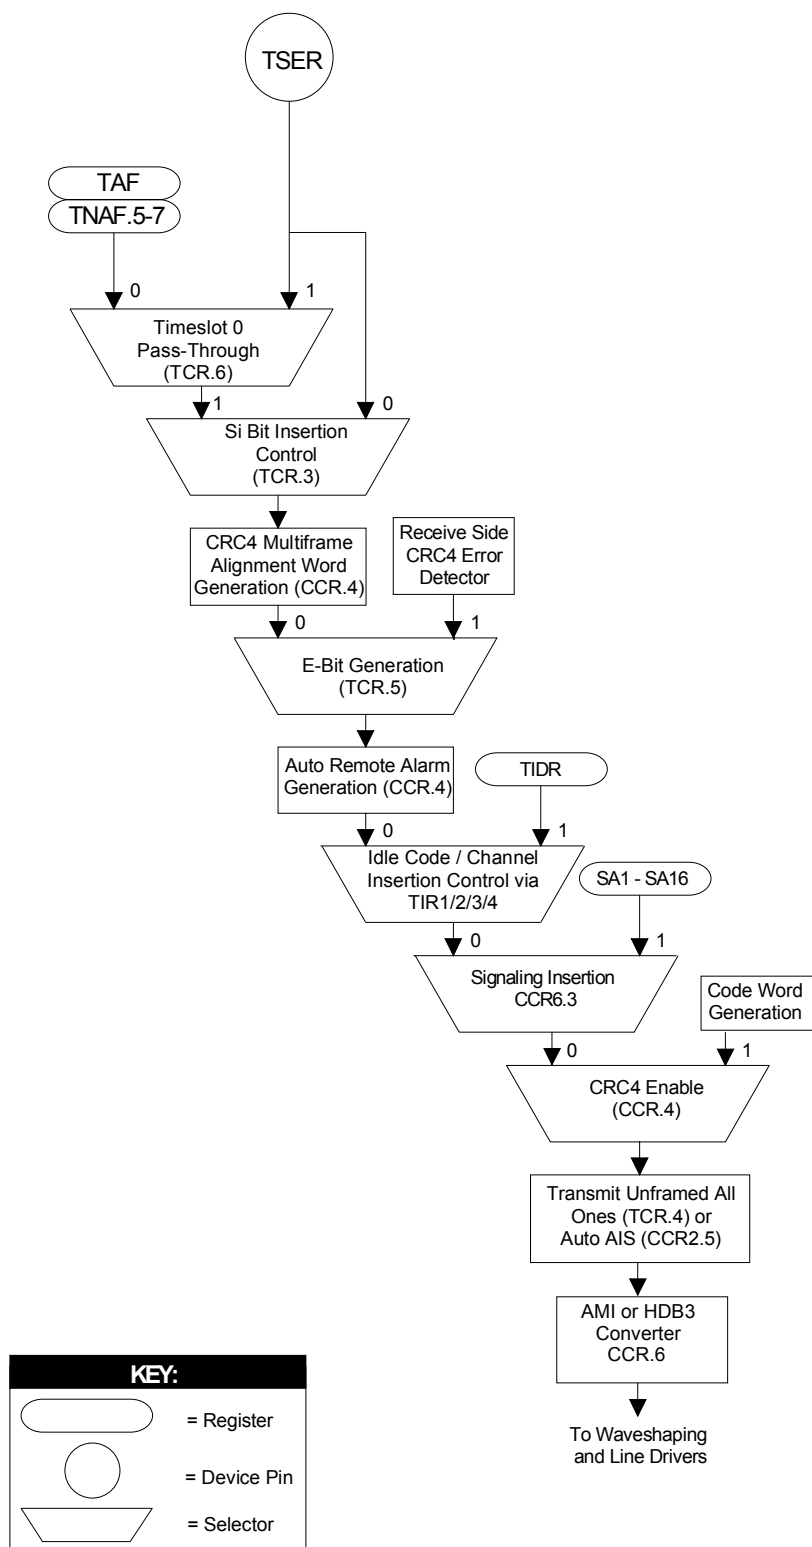 TSER
TAF
TNAF.5-7
0
1
Timeslot 0
Pass-Through
(TCR.6)
1
0
Si Bit Insertion
Control
(TCR.3)
CRC4 Multiframe
Alignment Word
Generation (CCR.4)
Receive Side
CRC4 Error
Detector
0
1
E-Bit Generation
(TCR.5)
Auto Remote Alarm
Generation (CCR.4)
TIDR
0
1
Idle Code / Channel
Insertion Control via
TIR1/2/3/4
SA1 - SA16
0
1
Signaling Insertion
CCR6.3
Code Word
Generation
0
1
CRC4 Enable
(CCR.4)
Transmit Unframed All
Ones (TCR.4) or
Auto AIS (CCR2.5)
AMI or HDB3
Converter
CCR.6
To Waveshaping
and Line Drivers
KEY:
= Register
= Device Pin
= Selector